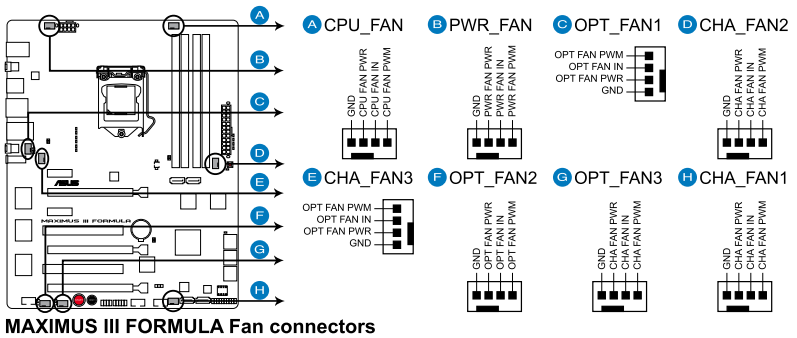 A
B
C
D
E
F
G
H
ASUS
MAXIMUS III FORMULA
A CPU_FAN
GND
CPU FAN PWR
CPU FAN IN
CPU FAN PWM
B PWR_FAN
GND
PWR FAN PWR
PWR FAN IN
PWR FAN PWM
C OPT_FAN1
OPT FAN PWM
OPT FAN IN
OPT FAN PWR
GND
D CHA_FAN2
GND
CHA FAN PWR
CHA FAN IN
CHA FAN PWM
E CHA_FAN3
OPT FAN PWM
OPT FAN IN
OPT FAN PWR
GND
F OPT_FAN2
GND
OPT FAN PWR
OPT FAN IN
OPT FAN PWM
G OPT_FAN3
GND
CHA FAN PWR
CHA FAN IN
CHA FAN PWM
H CHA_FAN1
GND
CHA FAN PWR
CHA FAN IN
CHA FAN PWM
MAXIMUS III FORMULA Fan connectors